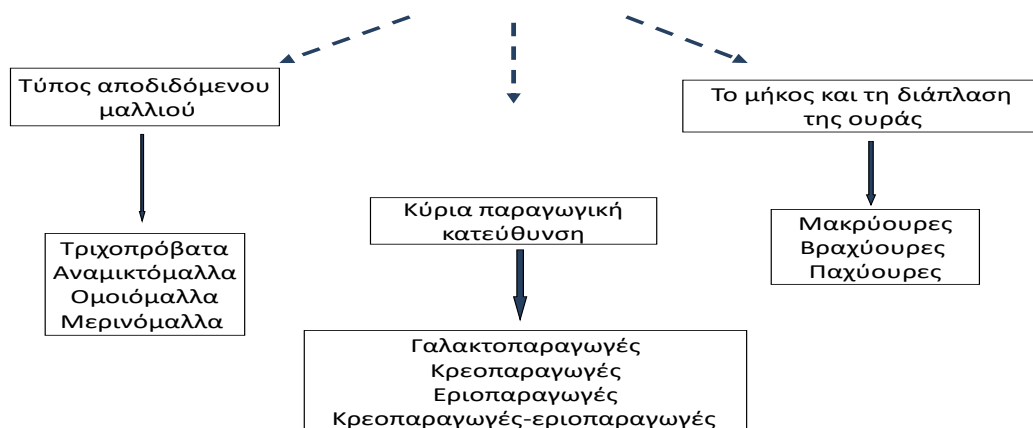 Τύπος αποδιδόμενου
μαλλιού
Το μήκος και τη διάπλαση
της ουράς
Κύρια παραγωγική
κατεύθυνση
Τριχοπρόβατα
Αναμικτόμαλλα
Ομοιόμαλλα
Μερινόμαλλα
Μακρύουρες
Βραχύουρες
Παχύουρες
Γαλακτοπαραγωγές
Κρεοπαραγωγές
Εριοπαραγωγές
Κρεοπαραγωγές-εριοπαραγωγές